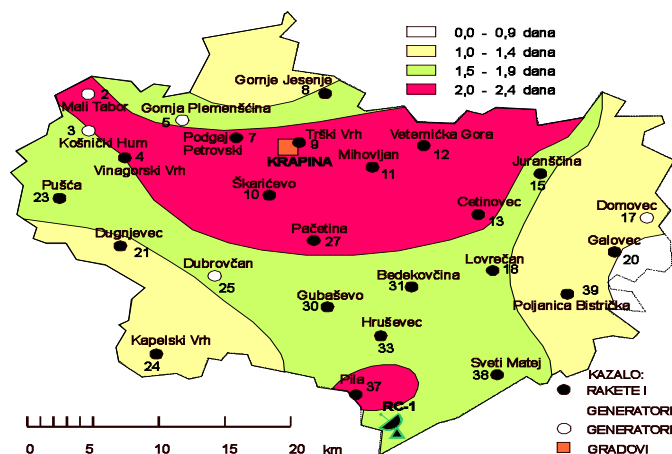 0,0 - 0,9 dana
1,0 - 1,4 dana
1,5 - 1,9 dana
2,0 - 2,4 dana
Gornje Jesenje
8
2
Mali Tabor
Gornja Plemenšćina
5
3
Košnički Hum
4
Vinagorski Vrh
Podgaj
Petrovski
7
Trški Vrh
9
KRAPINA
Veternička Gora
12
Mihovljan
11
Juranšćina
15
Pušća
23
Škarićevo
10
Cetinovec
13
Domovec
17
Dugnjevec
21
Pačetina
27
Galovec
20
Dubrovčan
25
Lovrečan
18
Bedekovčina
31
39
Poljanica Bistrička
Gubaševo
30
Hruševec
33
Kapelski Vrh
24
Sveti Matej
38
Pila
37
RC-1
KAZALO:
RAKETE I
GENERATORI
GENERATORI
GRADOVI
0 5 10 15 20 km